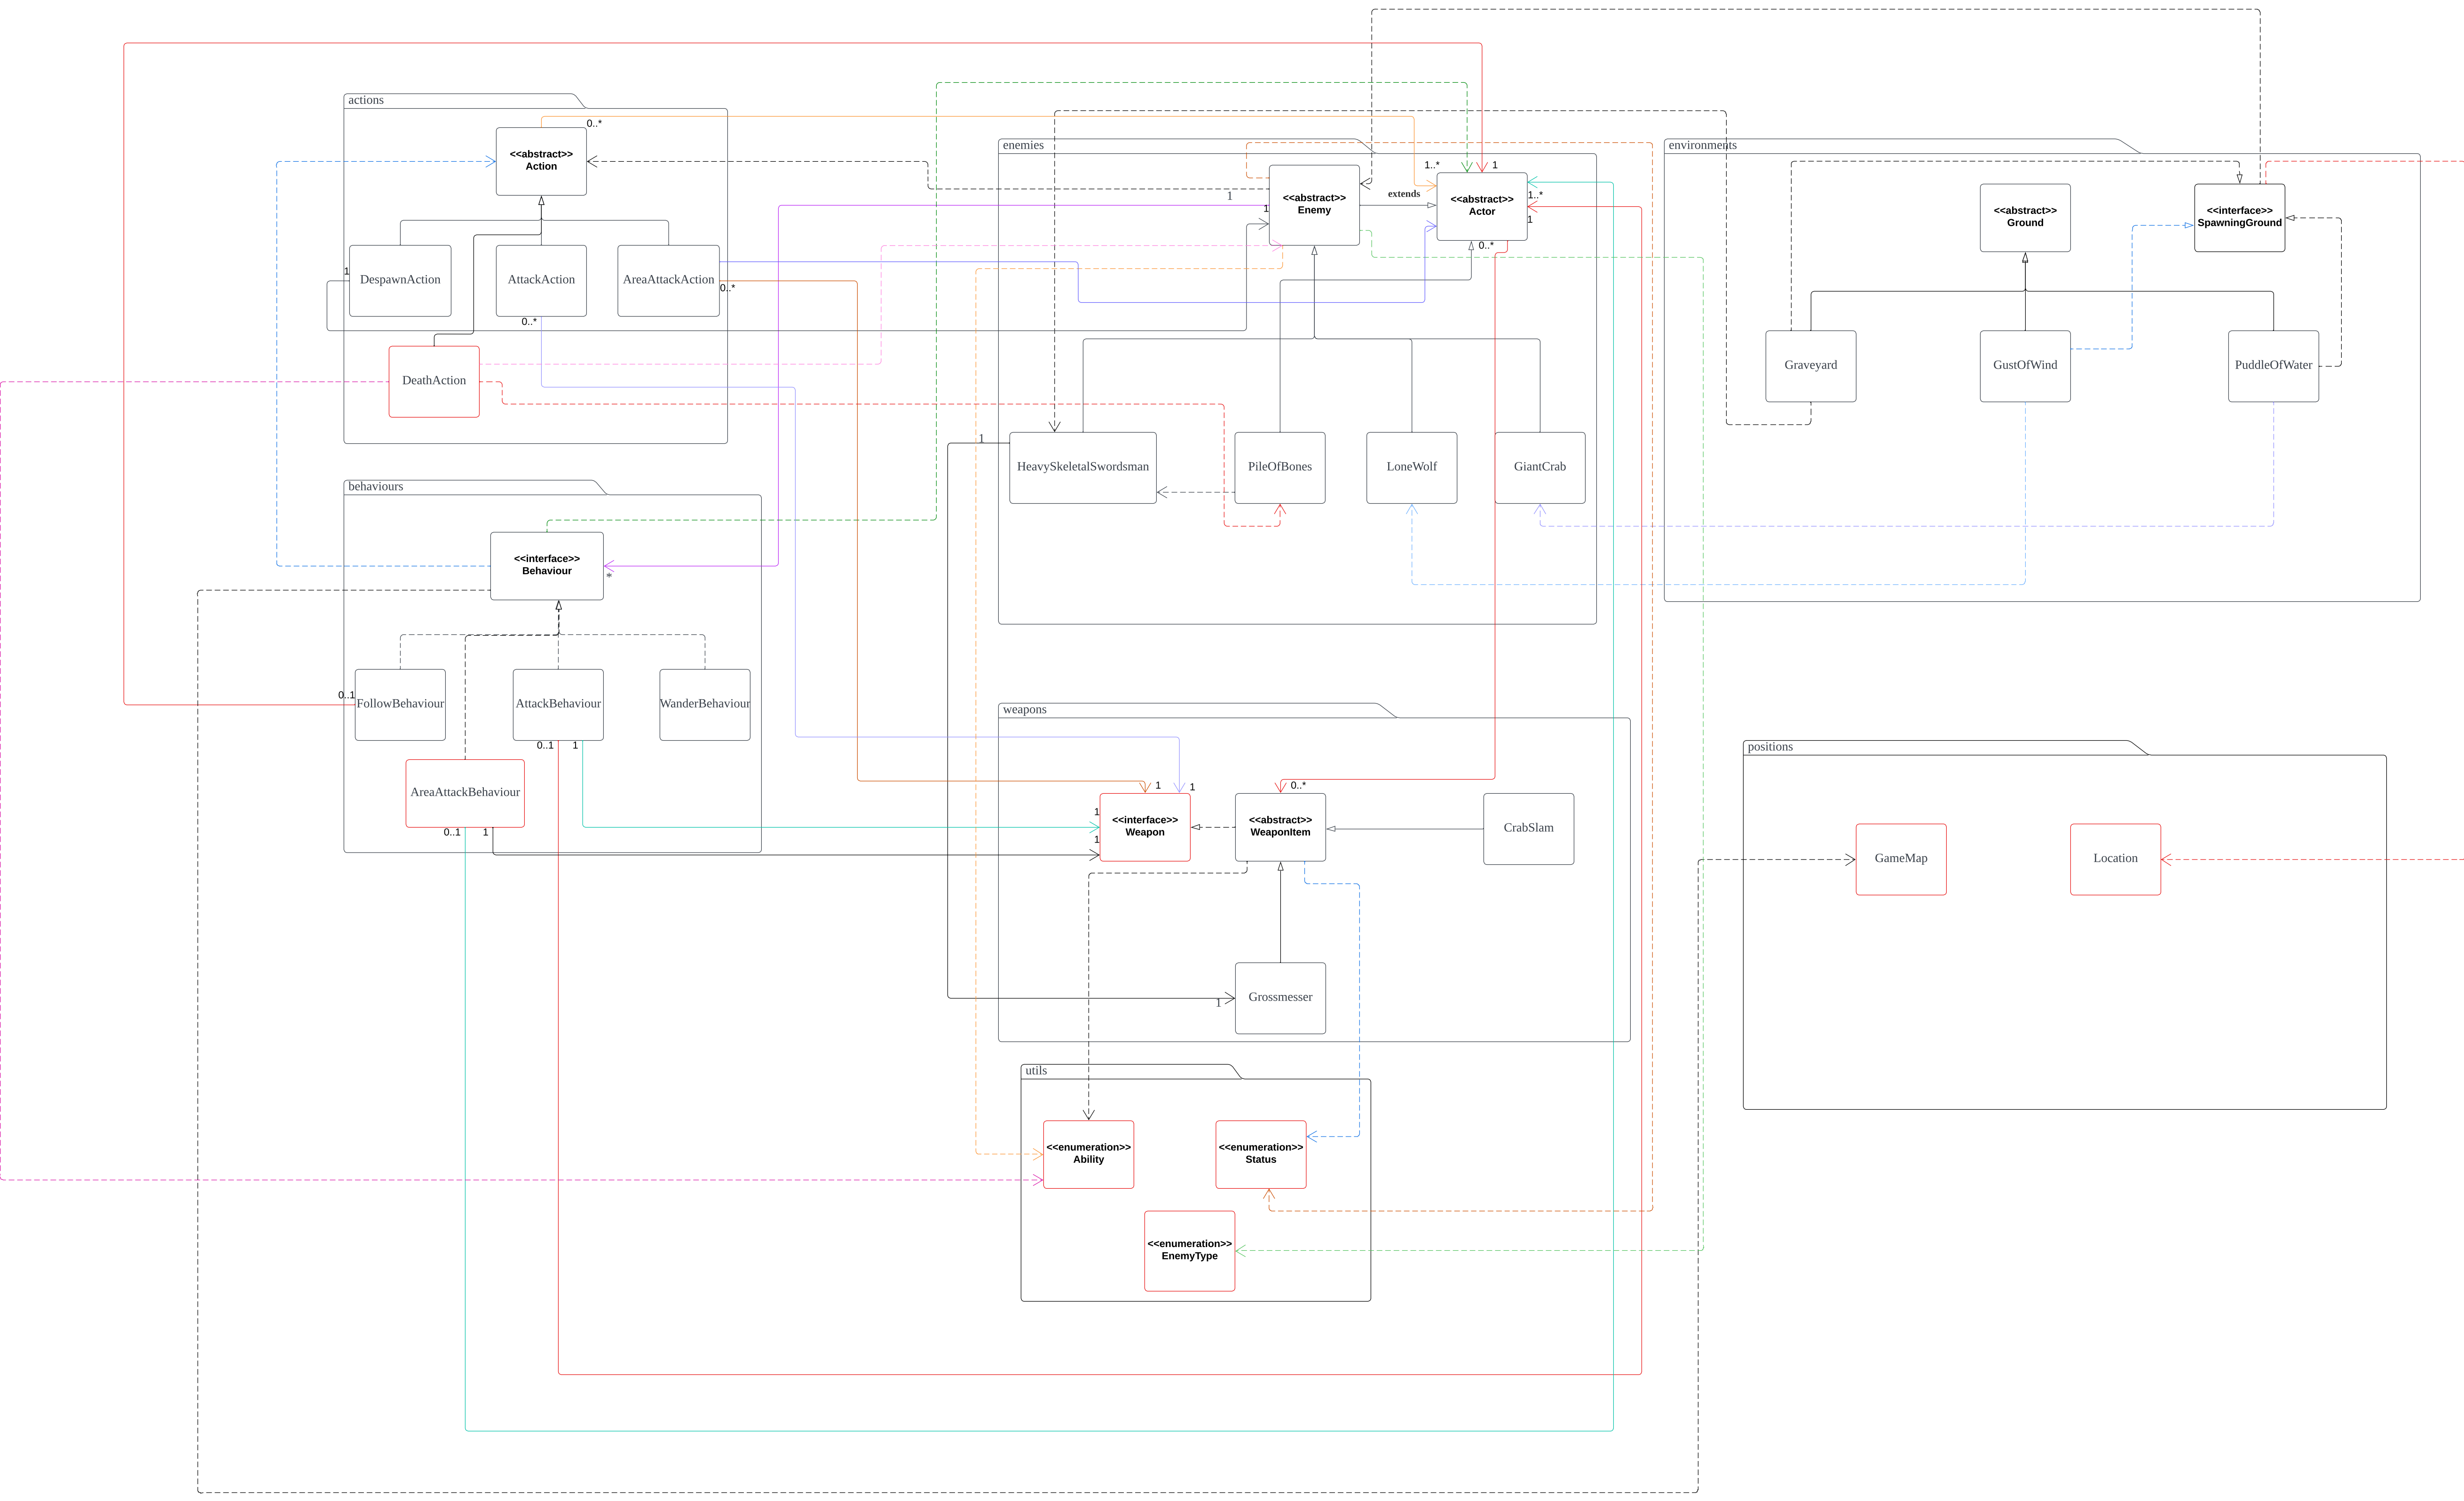 actions
<<abstract>>
Action
0..*
DespawnAction
1
AttackAction
0..*
AreaAttackAction
0..*
DeathAction
enemies
<<abstract>>
Enemy
1
1
extends
<<abstract>>
Actor
1..*
1
1..*
1
0..*
HeavySkeletalSwordsman
1
PileOfBones
LoneWolf
GiantCrab
environments
<<abstract>>
Ground
<<interface>>
SpawningGround
Graveyard
GustOfWind
PuddleOfWater
behaviours
<<interface>>
Behaviour
*
0..1
FollowBehaviour
AttackBehaviour
WanderBehaviour
0..1
1
AreaAttackBehaviour
0..1
1
weapons
1
1
0..*
1
1
<<interface>>
Weapon
<<abstract>>
WeaponItem
CrabSlam
Grossmesser
1
positions
GameMap
Location
utils
<<enumeration>>
Ability
<<enumeration>>
Status
<<enumeration>>
EnemyType